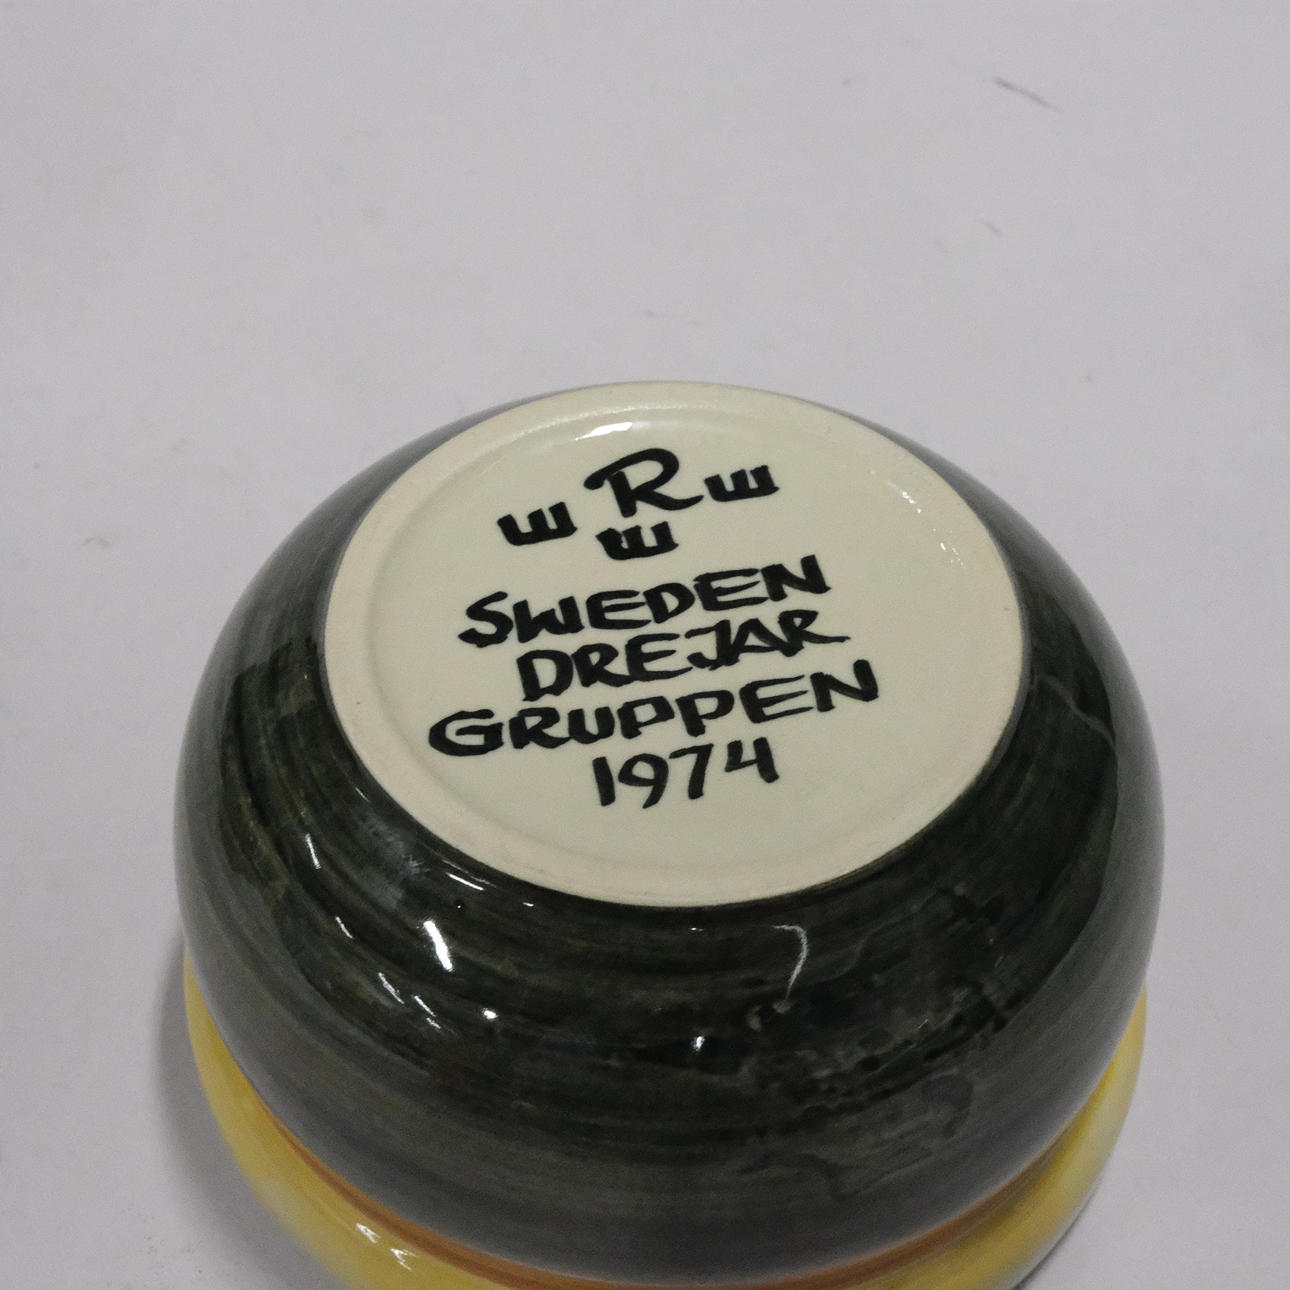 R
SWEDEN
DREJAR
GRUPPEN
1974